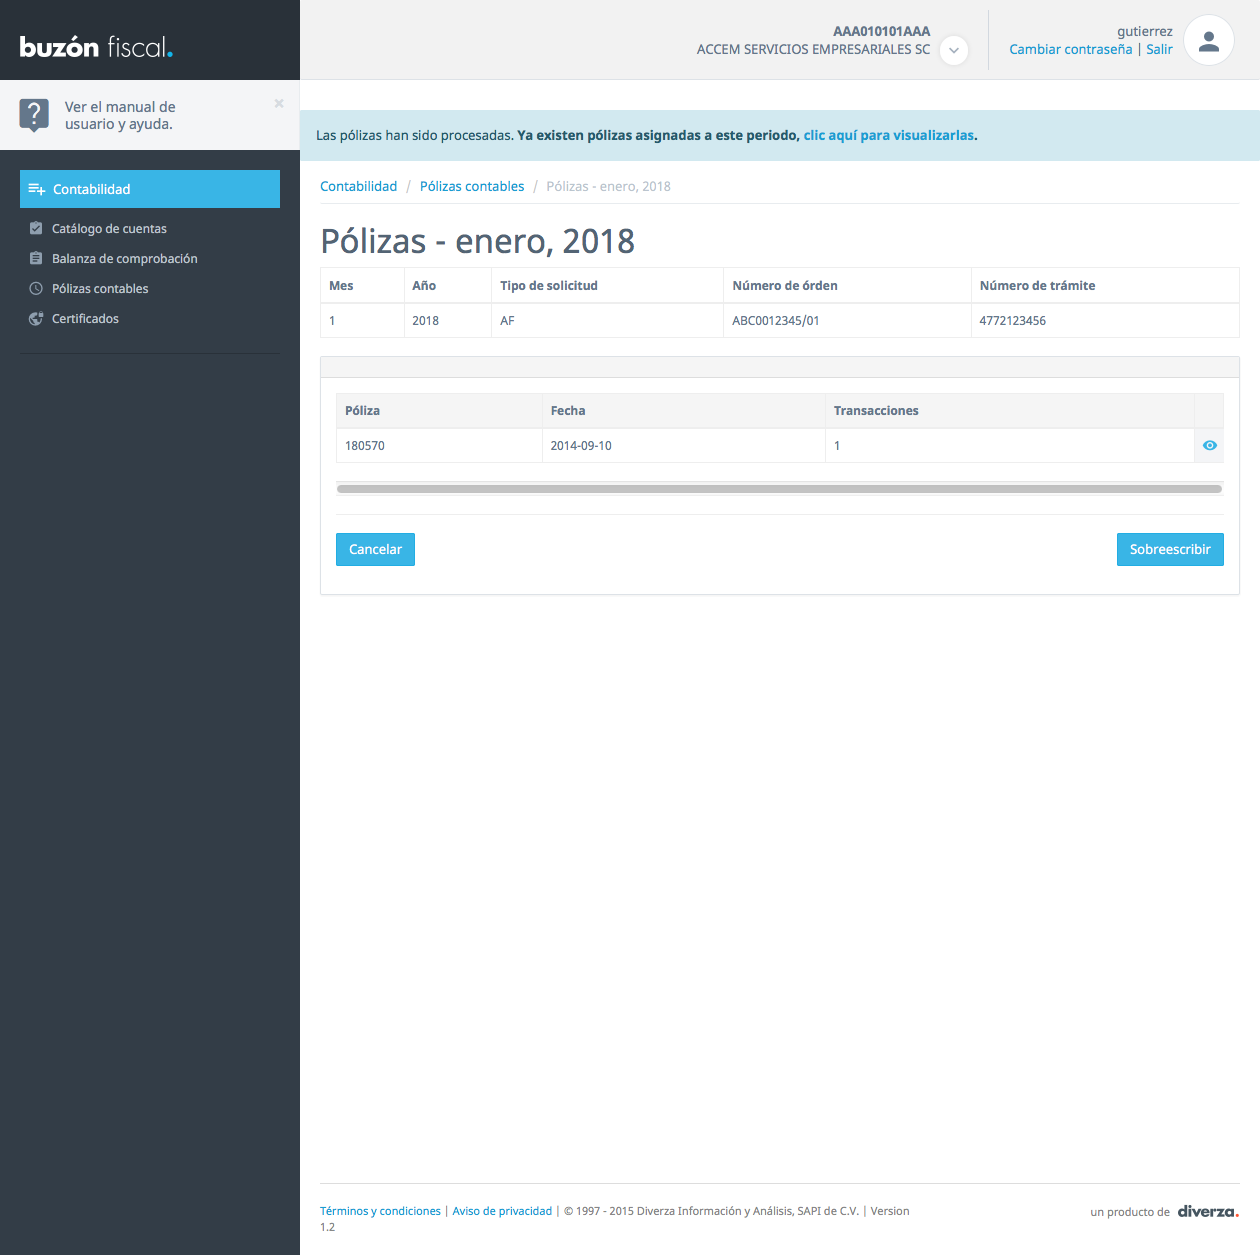 buzón fiscal.
AAA010101AAA
ACCEM SERVICIOS EMPRESARIALES SC
gutierrez
Cambiar contraseña | Salir
Ver el manual de
usuario y ayuda.
×
Las pólizas han sido procesadas. Ya existen pólizas asignadas a este periodo, clic aquí para visualizarlas.
Contabilidad
Catálogo de cuentas
Balanza de comprobación
Pólizas contables
Certificados
Contabilidad / Pólizas contables / Pólizas - enero, 2018
Pólizas - enero, 2018
Mes Año Tipo de solicitud Número de órden Número de trámite
1 2018 AF ABC0012345/01 4772123456
Póliza Fecha Transacciones
180570 2014-09-10 1
Cancelar Sobreescribir
Términos y condiciones | Aviso de privacidad | © 1997 - 2015 Diverza Información y Análisis, SAPI de C.V. | Version
1.2
un producto de diverza.